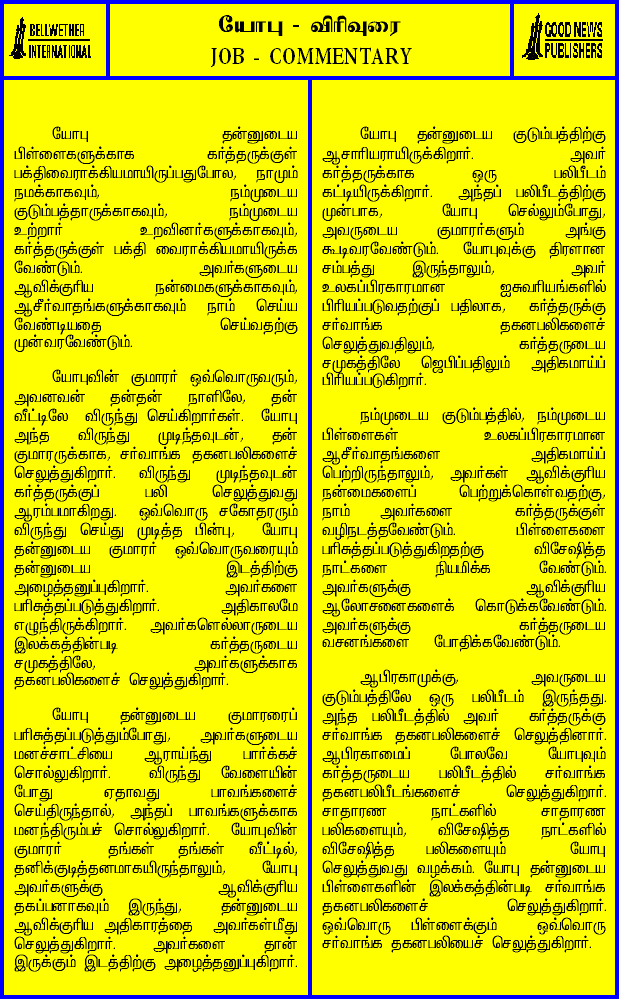 BELLWETHER
INTERNATIONAL
யோபு - விரிவுரை
JOB - COMMENTARY
GOOD NEWS
PUBLISHERS
யோபு தன்னுடைய
பிள்ளைகளுக்காக கர்த்தருக்குள்
பக்திவைராக்கியமாயிருப்பதுபோல, நாமும்
நமக்காகவும், நம்முடைய
குடும்பத்தாருக்காகவும், நம்முடைய
உற்றார் உறவினர்களுக்காகவும்,
கர்த்தருக்குள் பக்தி வைராக்கியமாயிருக்க
வேண்டும். அவர்களுடைய
ஆவிக்குரிய நன்மைகளுக்காகவும்,
ஆசீர்வாதங்களுக்காகவும் நாம் செய்ய
வேண்டியதை செய்வதற்கு
முன்வரவேண்டும்.
யோபுவின் குமாரர் ஒவ்வொருவரும்,
அவனவன் தன்தன் நாளிலே, தன்
வீட்டிலே விருந்து செய்கிறார்கள். யோபு
அந்த விருந்து முடிந்தவுடன், தன்
குமாரருக்காக, சர்வாங்க தகனபலிகளைச்
செலுத்துகிறார். விருந்து முடிந்தவுடன்
கர்த்தருக்குப் பலி செலுத்துவது
ஆரம்பமாகிறது. ஒவ்வொரு சகோதரரும்
விருந்து செய்து முடித்த பின்பு, யோபு
தன்னுடைய குமாரர் ஒவ்வொருவரையும்
தன்னுடைய இடத்திற்கு
அழைத்தனுப்புகிறார். அவர்களை
பரிசுத்தப்படுத்துகிறார். அதிகாலமே
எழுந்திருக்கிறார். அவர்களெல்லாருடைய
இலக்கத்தின்படி கர்த்தருடைய
சமுகத்திலே, அவர்களுக்காக
தகனபலிகளைச் செலுத்துகிறார்.
யோபு தன்னுடைய குமாரரைப்
பரிசுத்தப்படுத்தும்போது, அவர்களுடைய
மனச்சாட்சியை ஆராய்ந்து பார்க்கச்
சொல்லுகிறார். விருந்து வேளையின்
போது ஏதாவது பாவங்களைச்
செய்திருந்தால், அந்தப் பாவங்களுக்காக
மனந்திரும்பச் சொல்லுகிறார். யோபுவின்
குமாரர் தங்கள் தங்கள் வீட்டில்,
தனிக்குடித்தனமாகயிருந்தாலும், யோபு
அவர்களுக்கு ஆவிக்குரிய
தகப்பனாகவும் இருந்து, தன்னுடைய
ஆவிக்குரிய அதிகாரத்தை அவர்கள்மீது
செலுத்துகிறார். அவர்களை தான்
இருக்கும் இடத்திற்கு அழைத்தனுப்புகிறார்.
யோபு தன்னுடைய குடும்பத்திற்கு
ஆசாரியராயிருக்கிறார். அவர்
கர்த்தருக்காக ஒரு பலிபீடம்
கட்டியிருக்கிறார். அந்தப் பலிபீடத்திற்கு
முன்பாக, யோபு செல்லும்போது,
அவருடைய குமாரர்களும் அங்கு
கூடிவரவேண்டும். யோபுவுக்கு திரளான
சம்பத்து இருந்தாலும், அவர்
உலகப்பிரகாரமான ஐசுவரியங்களில்
பிரியப்படுவதற்குப் பதிலாக, கர்த்தருக்கு
சர்வாங்க தகனபலிகளைச்
செலுத்துவதிலும், கர்த்தருடைய
சமுகத்திலே ஜெபிப்பதிலும் அதிகமாய்ப்
பிரியப்படுகிறார்.
நம்முடைய குடும்பத்தில், நம்முடைய
பிள்ளைகள் உலகப்பிரகாரமான
ஆசீர்வாதங்களை அதிகமாய்ப்
பெற்றிருந்தாலும், அவர்கள் ஆவிக்குரிய
நன்மைகளைப் பெற்றுக்கொள்வதற்கு,
நாம் அவர்களை கர்த்தருக்குள்
வழிநடத்தவேண்டும். பிள்ளைகளை
பரிசுத்தப்படுத்துகிறதற்கு விசேஷித்த
நாட்களை நியமிக்க வேண்டும்.
அவர்களுக்கு ஆவிக்குரிய
ஆலோசனைகளைக் கொடுக்கவேண்டும்.
அவர்களுக்கு கர்த்தருடைய
வசனங்களை போதிக்கவேண்டும்.
ஆபிரகாமுக்கு, அவருடைய
குடும்பத்திலே ஒரு பலிபீடம் இருந்தது.
அந்த பலிபீடத்தில் அவர் கர்த்தருக்கு
சர்வாங்க தகனபலிகளைச் செலுத்தினார்.
ஆபிரகாமைப் போலவே யோபுவும்
கர்த்தருடைய பலிபீடத்தில் சர்வாங்க
தகனபலிபீடங்களைச் செலுத்துகிறார்.
சாதாரண நாட்களில் சாதாரண
பலிகளையும், விசேஷித்த நாட்களில்
விசேஷித்த பலிகளையும் யோபு
செலுத்துவது வழக்கம். யோபு தன்னுடைய
பிள்ளைகளின் இலக்கத்தின்படி சர்வாங்க
தகனபலிகளைச் செலுத்துகிறார்.
ஒவ்வொரு பிள்ளைக்கும் ஒவ்வொரு
சர்வாங்க தகனபலியைச் செலுத்துகிறார்.